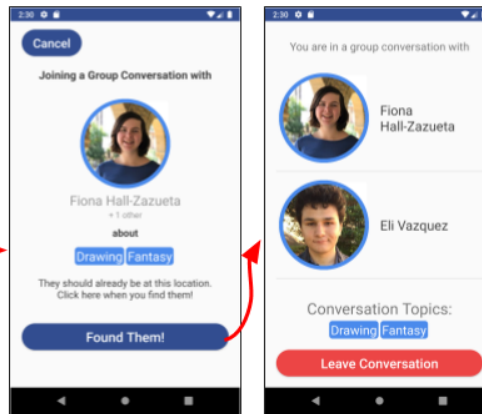 2:30
Cancel
Joining a Group Conversation with
Fiona Hall-Zazueta
+ 1 other
about
Drawing Fantasy
They should already be at this location.
Click here when you find them!
Found Them!
2:30
You are in a group conversation with
Fiona
Hall-Zazueta
Eli Vazquez
Conversation Topics:
Drawing Fantasy
Leave Conversation